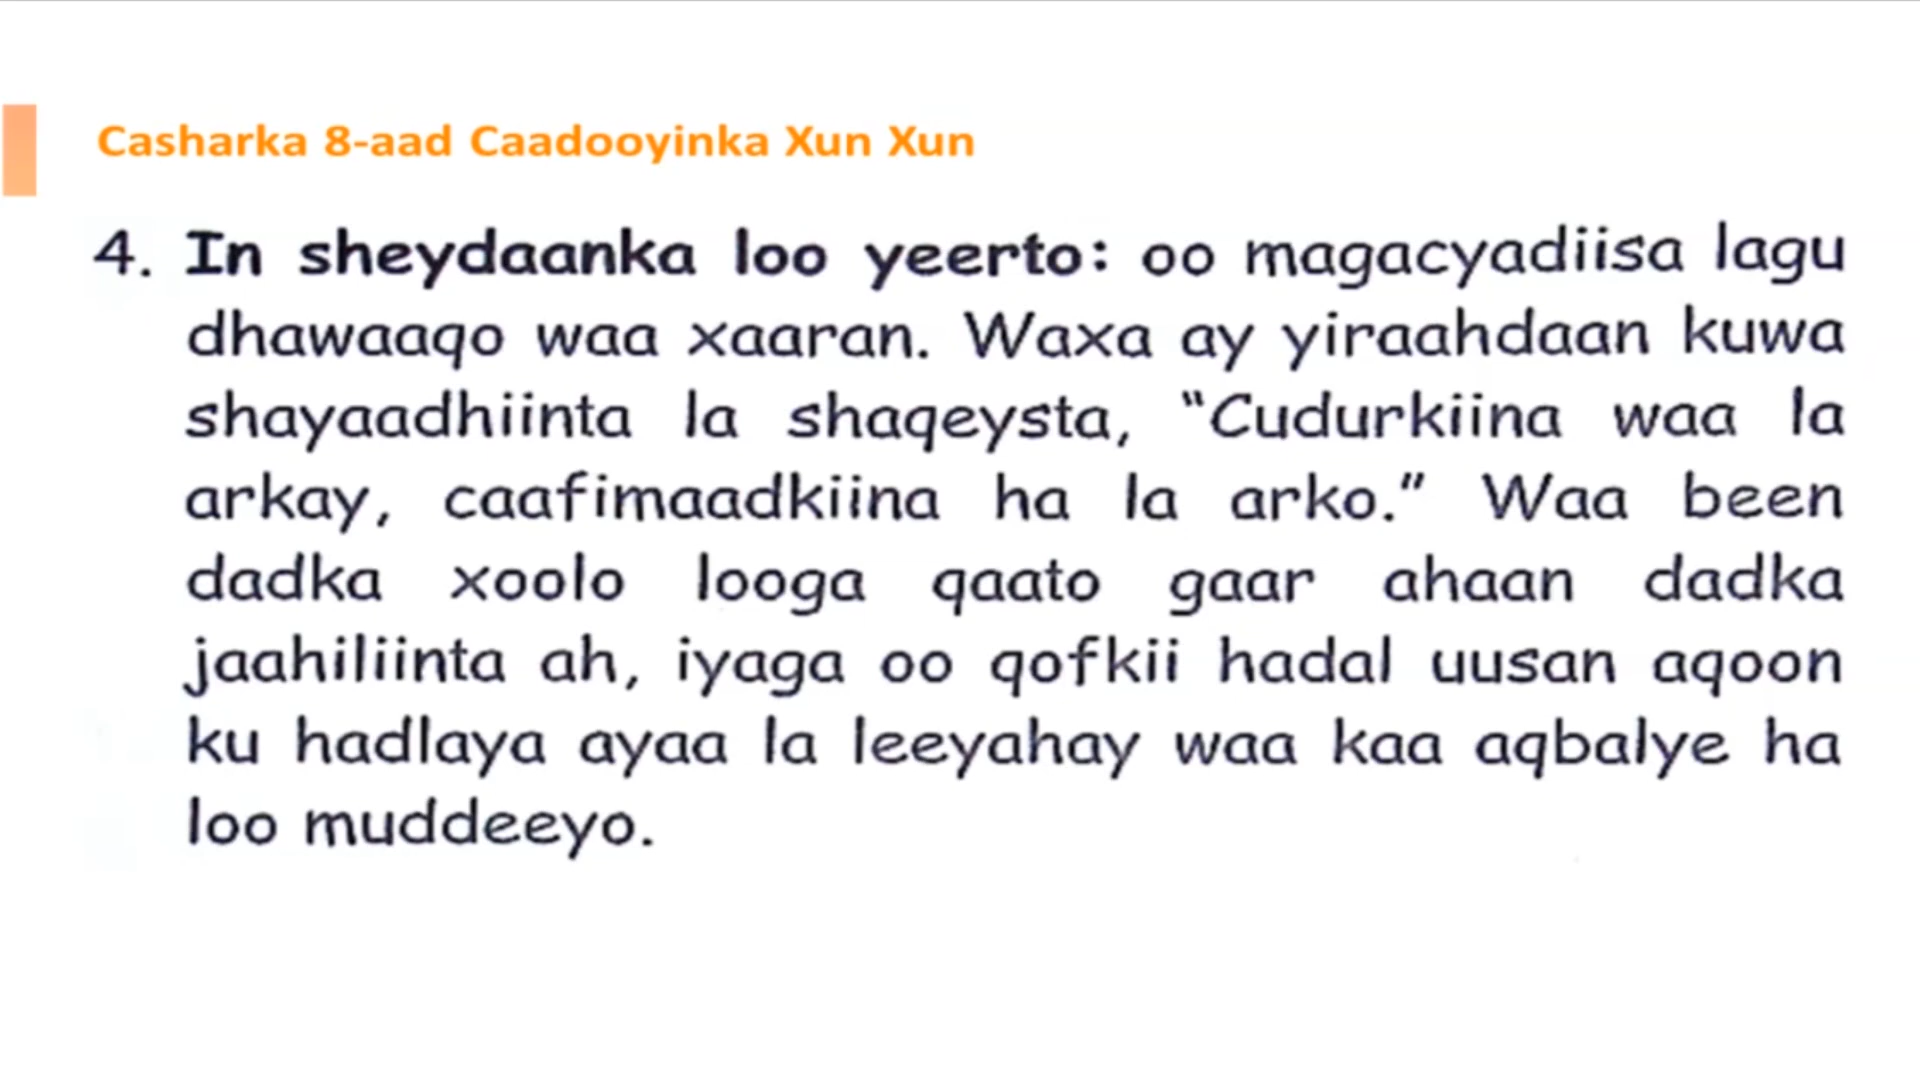 Casharka 8-aad Caadooyinka Xun Xun
4. In sheydaanka loo yeerto: oo magacyadiisa lagu
dhawaaqo waa xaaran. Waxa ay yiraahdaan kuwa
shayaadhiinta la shaqeysta, “Cudurkiina waa la
arkay, caafimaadkiina ha la arko.” Waa been
dadka xoolo looga qaato gaar ahaan dadka
jaahiliinta ah, iyaga oo qofkii hadal uusan aqoon
ku hadlaya ayaa la leeyahay waa kaa aqbalye ha
loo muddeeyo.